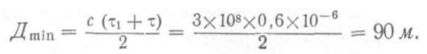 Д_min = c (τ₁ + τ) / 2 = 3×10⁸×0,6×10⁻⁶ / 2 = 90 м.